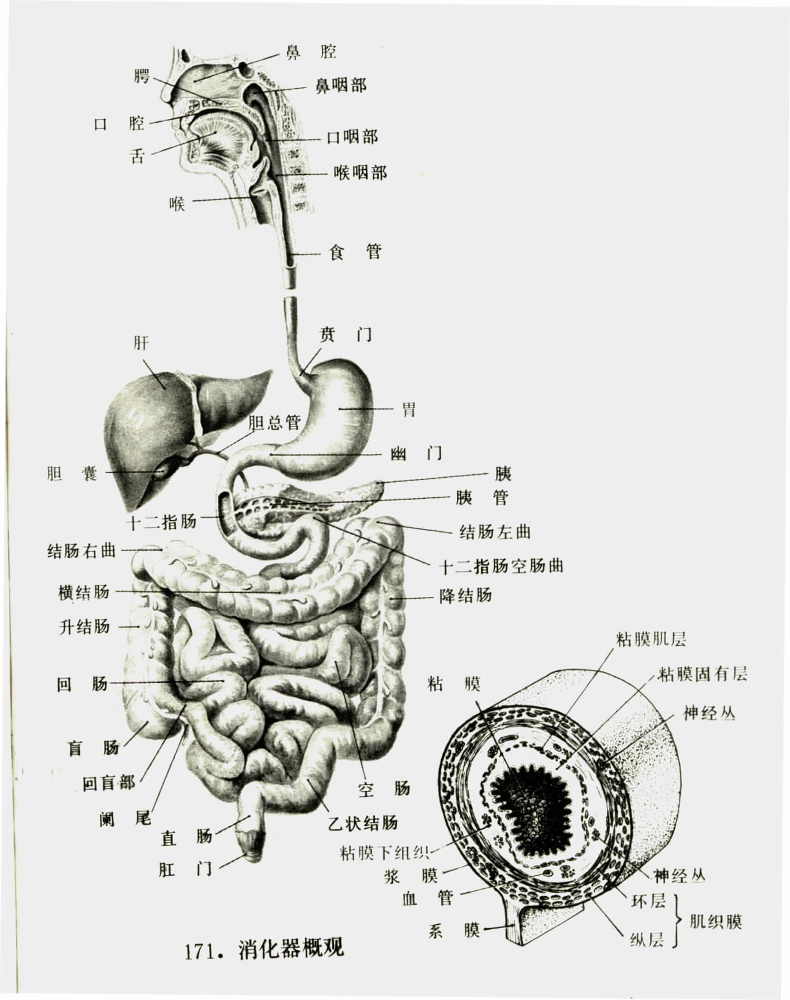 鼻 腔
腭
鼻咽部
口 腔
口咽部
舌
喉咽部
喉
食 管
贲 门
肝
胃
胆总管
幽 门
胆 囊
胰
胰 管
十二指肠
结肠左曲
结肠右曲
十二指肠空肠曲
横结肠
降结肠
升结肠
粘膜肌层
粘膜固有层
回 肠
粘 膜
神经丛
盲 肠
回盲部
空 肠
阑 尾
乙状结肠
直 肠
粘膜下组织
肛 门
浆 膜
神经丛
血 管
环层
肌织膜
系 膜
纵层
171. 消化器概观